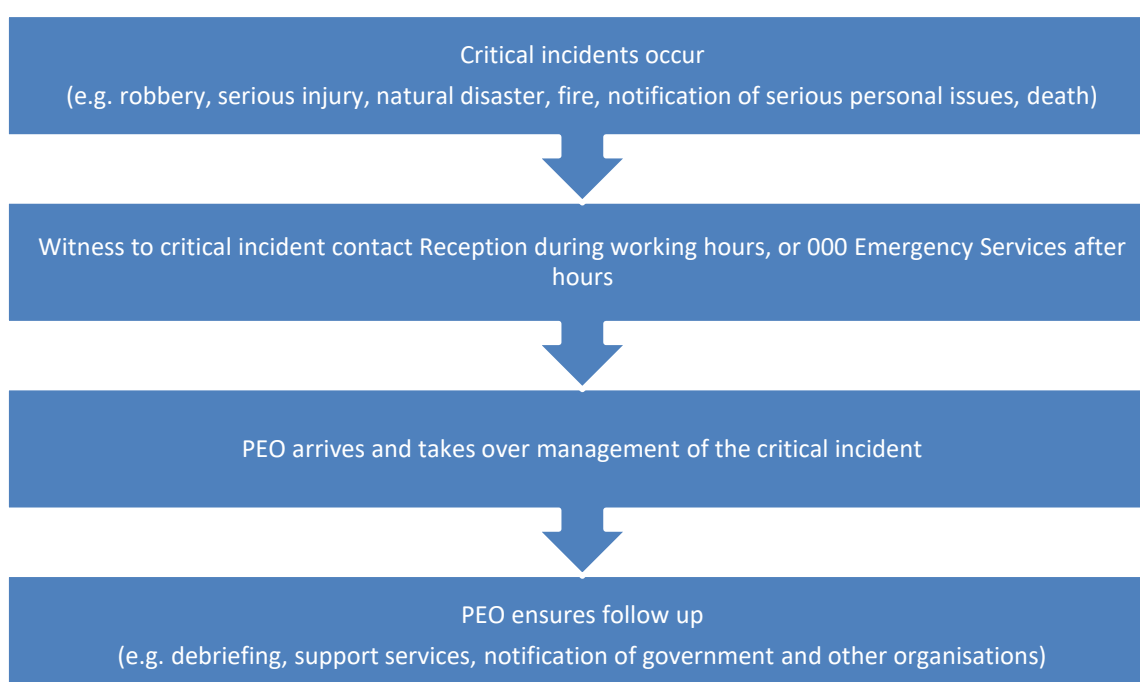 Critical incidents occur
(e.g. robbery, serious injury, natural disaster, fire, notification of serious personal issues, death)
Witness to critical incident contact Reception during working hours, or 000 Emergency Services after
hours
PEO arrives and takes over management of the critical incident
PEO ensures follow up
(e.g. debriefing, support services, notification of government and other organisations)